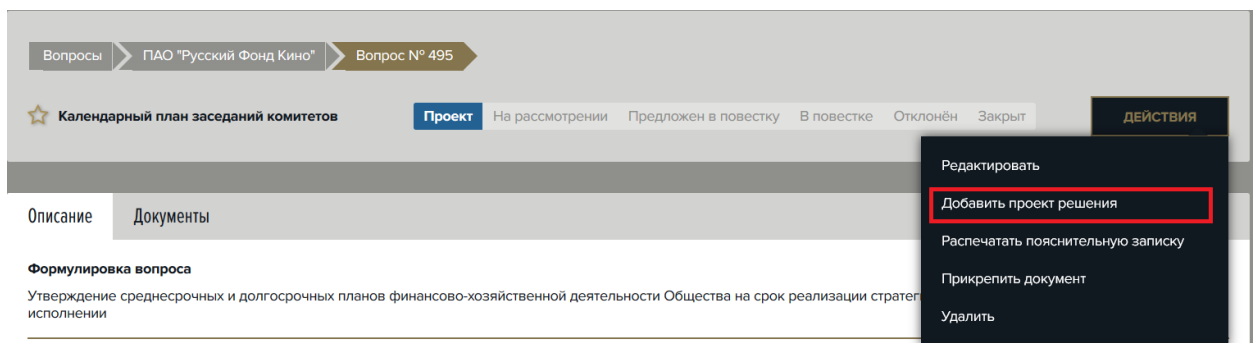 Вопросы ПАО "Русский Фонд Кино" Вопрос № 495
Календарный план заседаний комитетов Проект На рассмотрении Предложен в повестку В повестке Отклонён Закрыт ДЕЙСТВИЯ
Редактировать
Добавить проект решения
Распечатать пояснительную записку
Прикрепить документ
Удалить
Описание Документы
Формулировка вопроса
Утверждение среднесрочных и долгосрочных планов финансово-хозяйственной деятельности Общества на срок реализации
исполнении